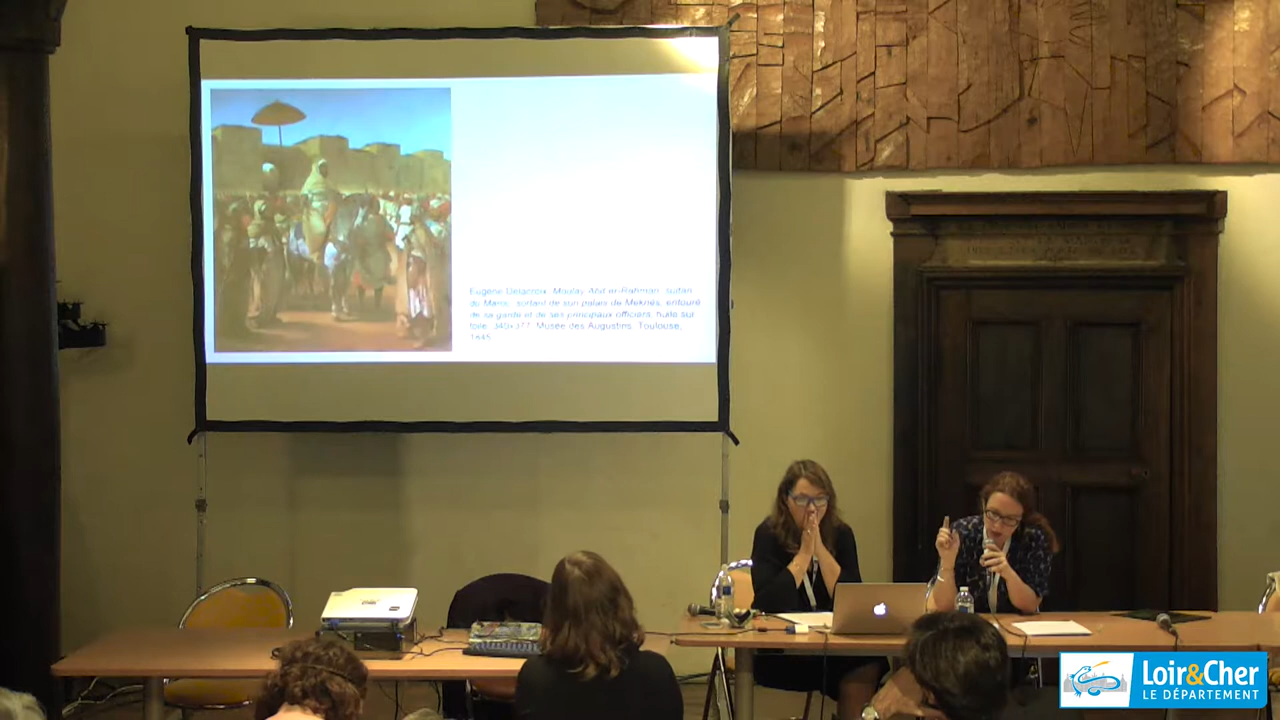 Eugène Delacroix, Moulay Abd er-Rahman, sultan
du Maroc, sortant de son palais de Meknès, entouré
de sa garde et de ses principaux officiers, huile sur
toile, 340×377, Musée des Augustins, Toulouse,
1845
Loir&Cher
LE DÉPARTEMENT